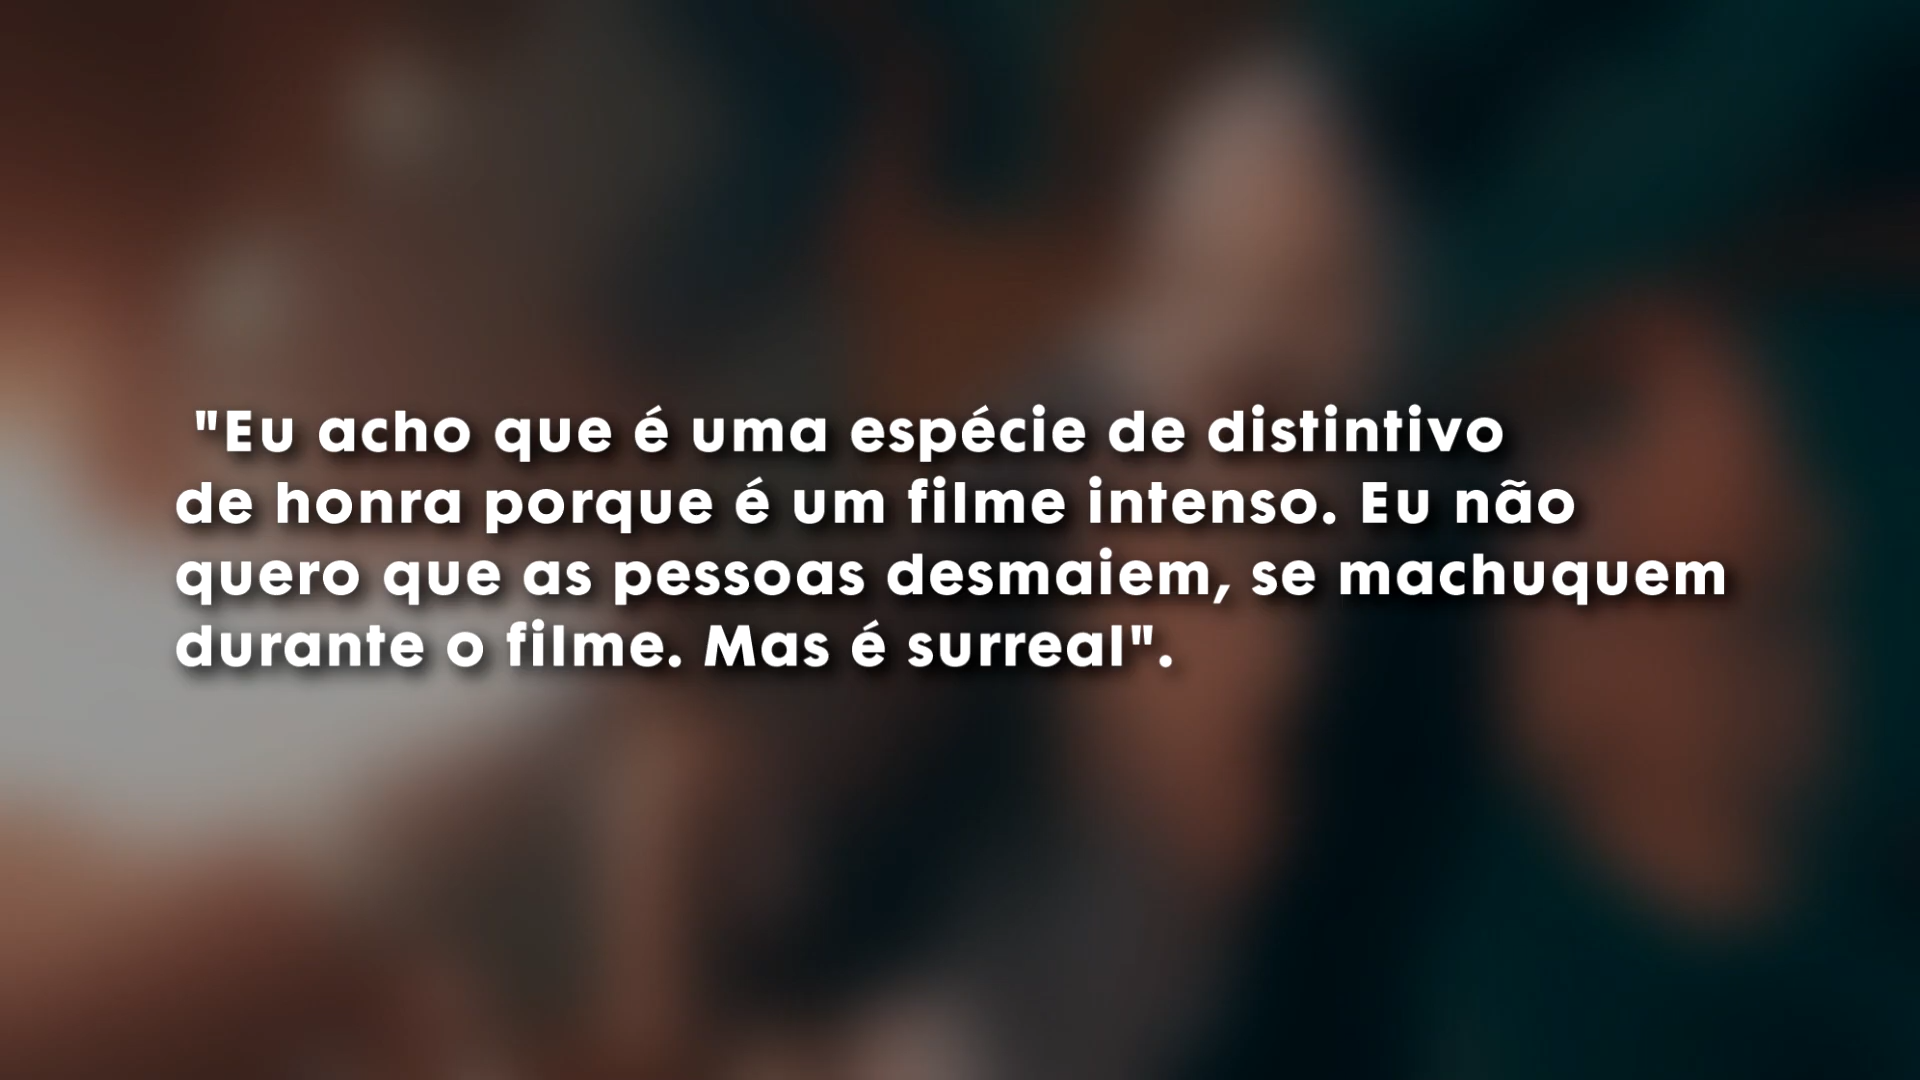 "Eu acho que é uma espécie de distintivo
de honra porque é um filme intenso. Eu não
quero que as pessoas desmaiem, se machuquem
durante o filme. Mas é surreal".